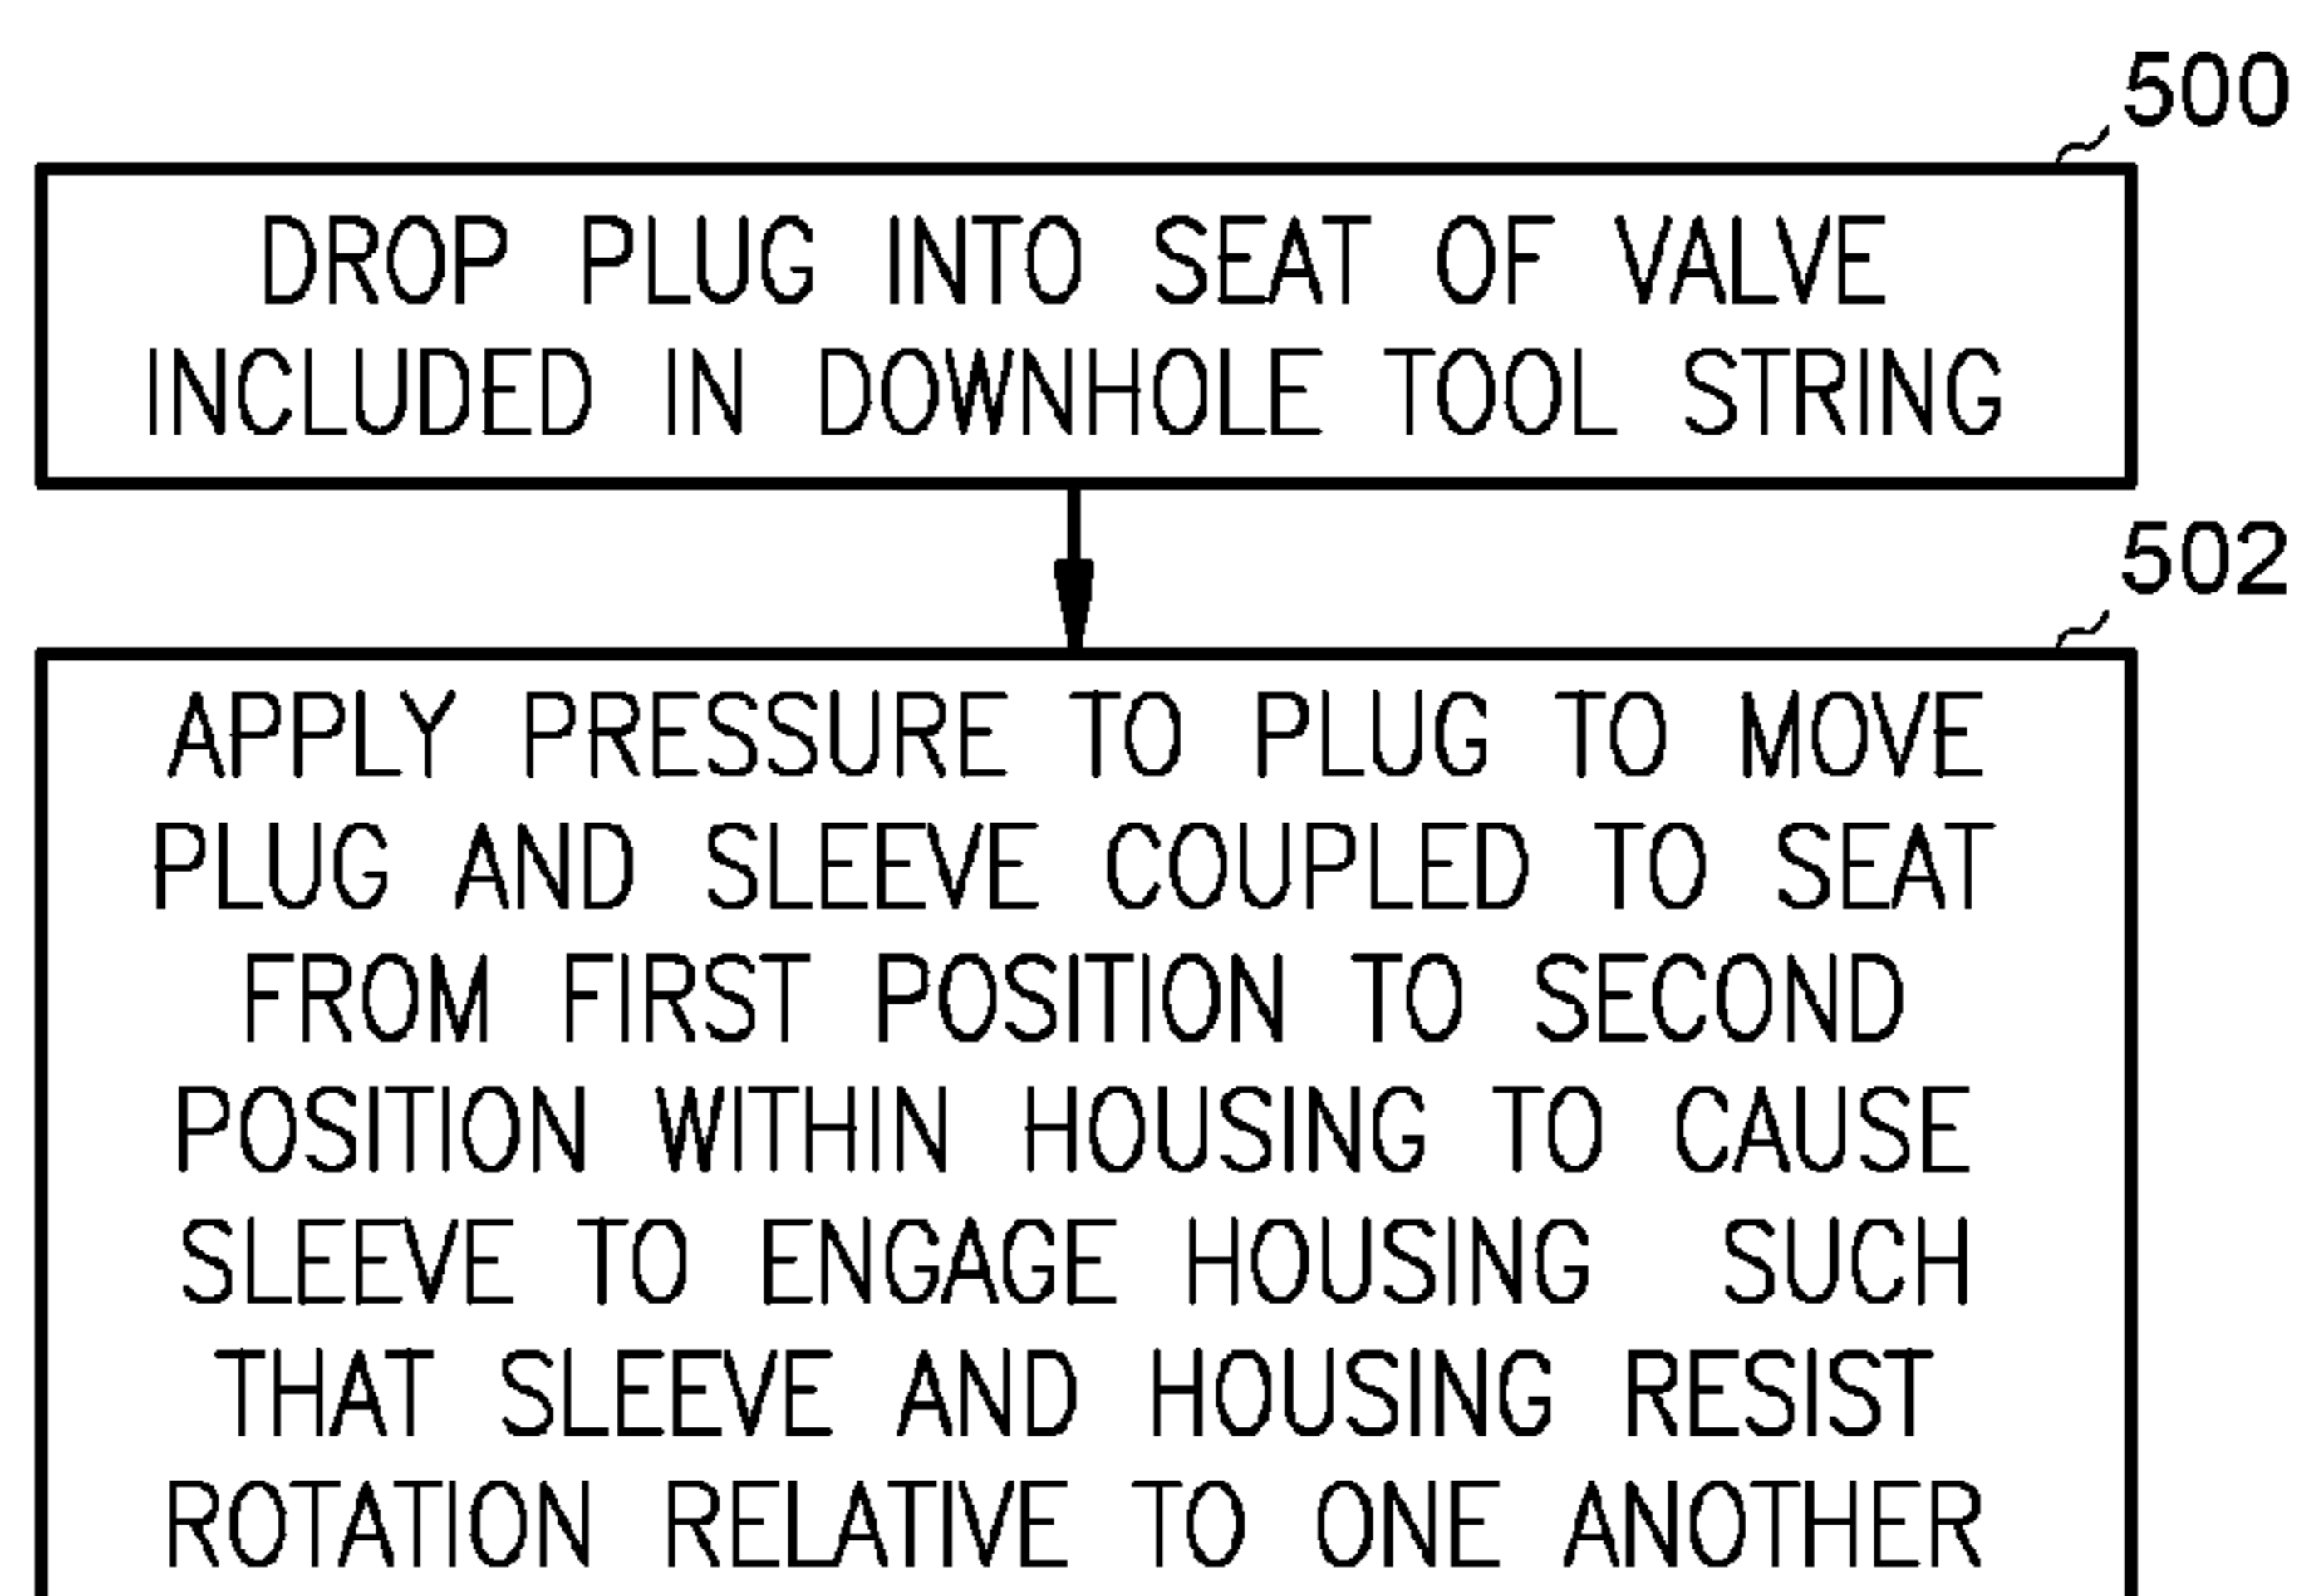 500
DROP PLUG INTO SEAT OF VALVE
INCLUDED IN DOWNHOLE TOOL STRING
502
APPLY PRESSURE TO PLUG TO MOVE
PLUG AND SLEEVE COUPLED TO SEAT
FROM FIRST POSITION TO SECOND
POSITION WITHIN HOUSING TO CAUSE
SLEEVE TO ENGAGE HOUSING SUCH
THAT SLEEVE AND HOUSING RESIST
ROTATION RELATIVE TO ONE ANOTHER